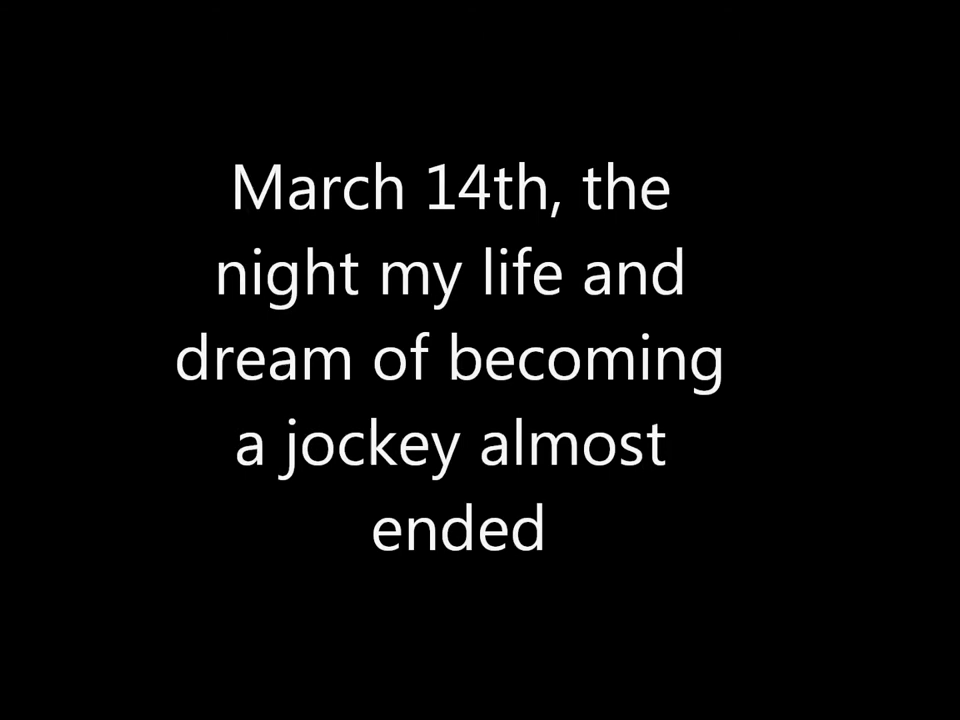 March 14th, the
night my life and
dream of becoming
a jockey almost
ended